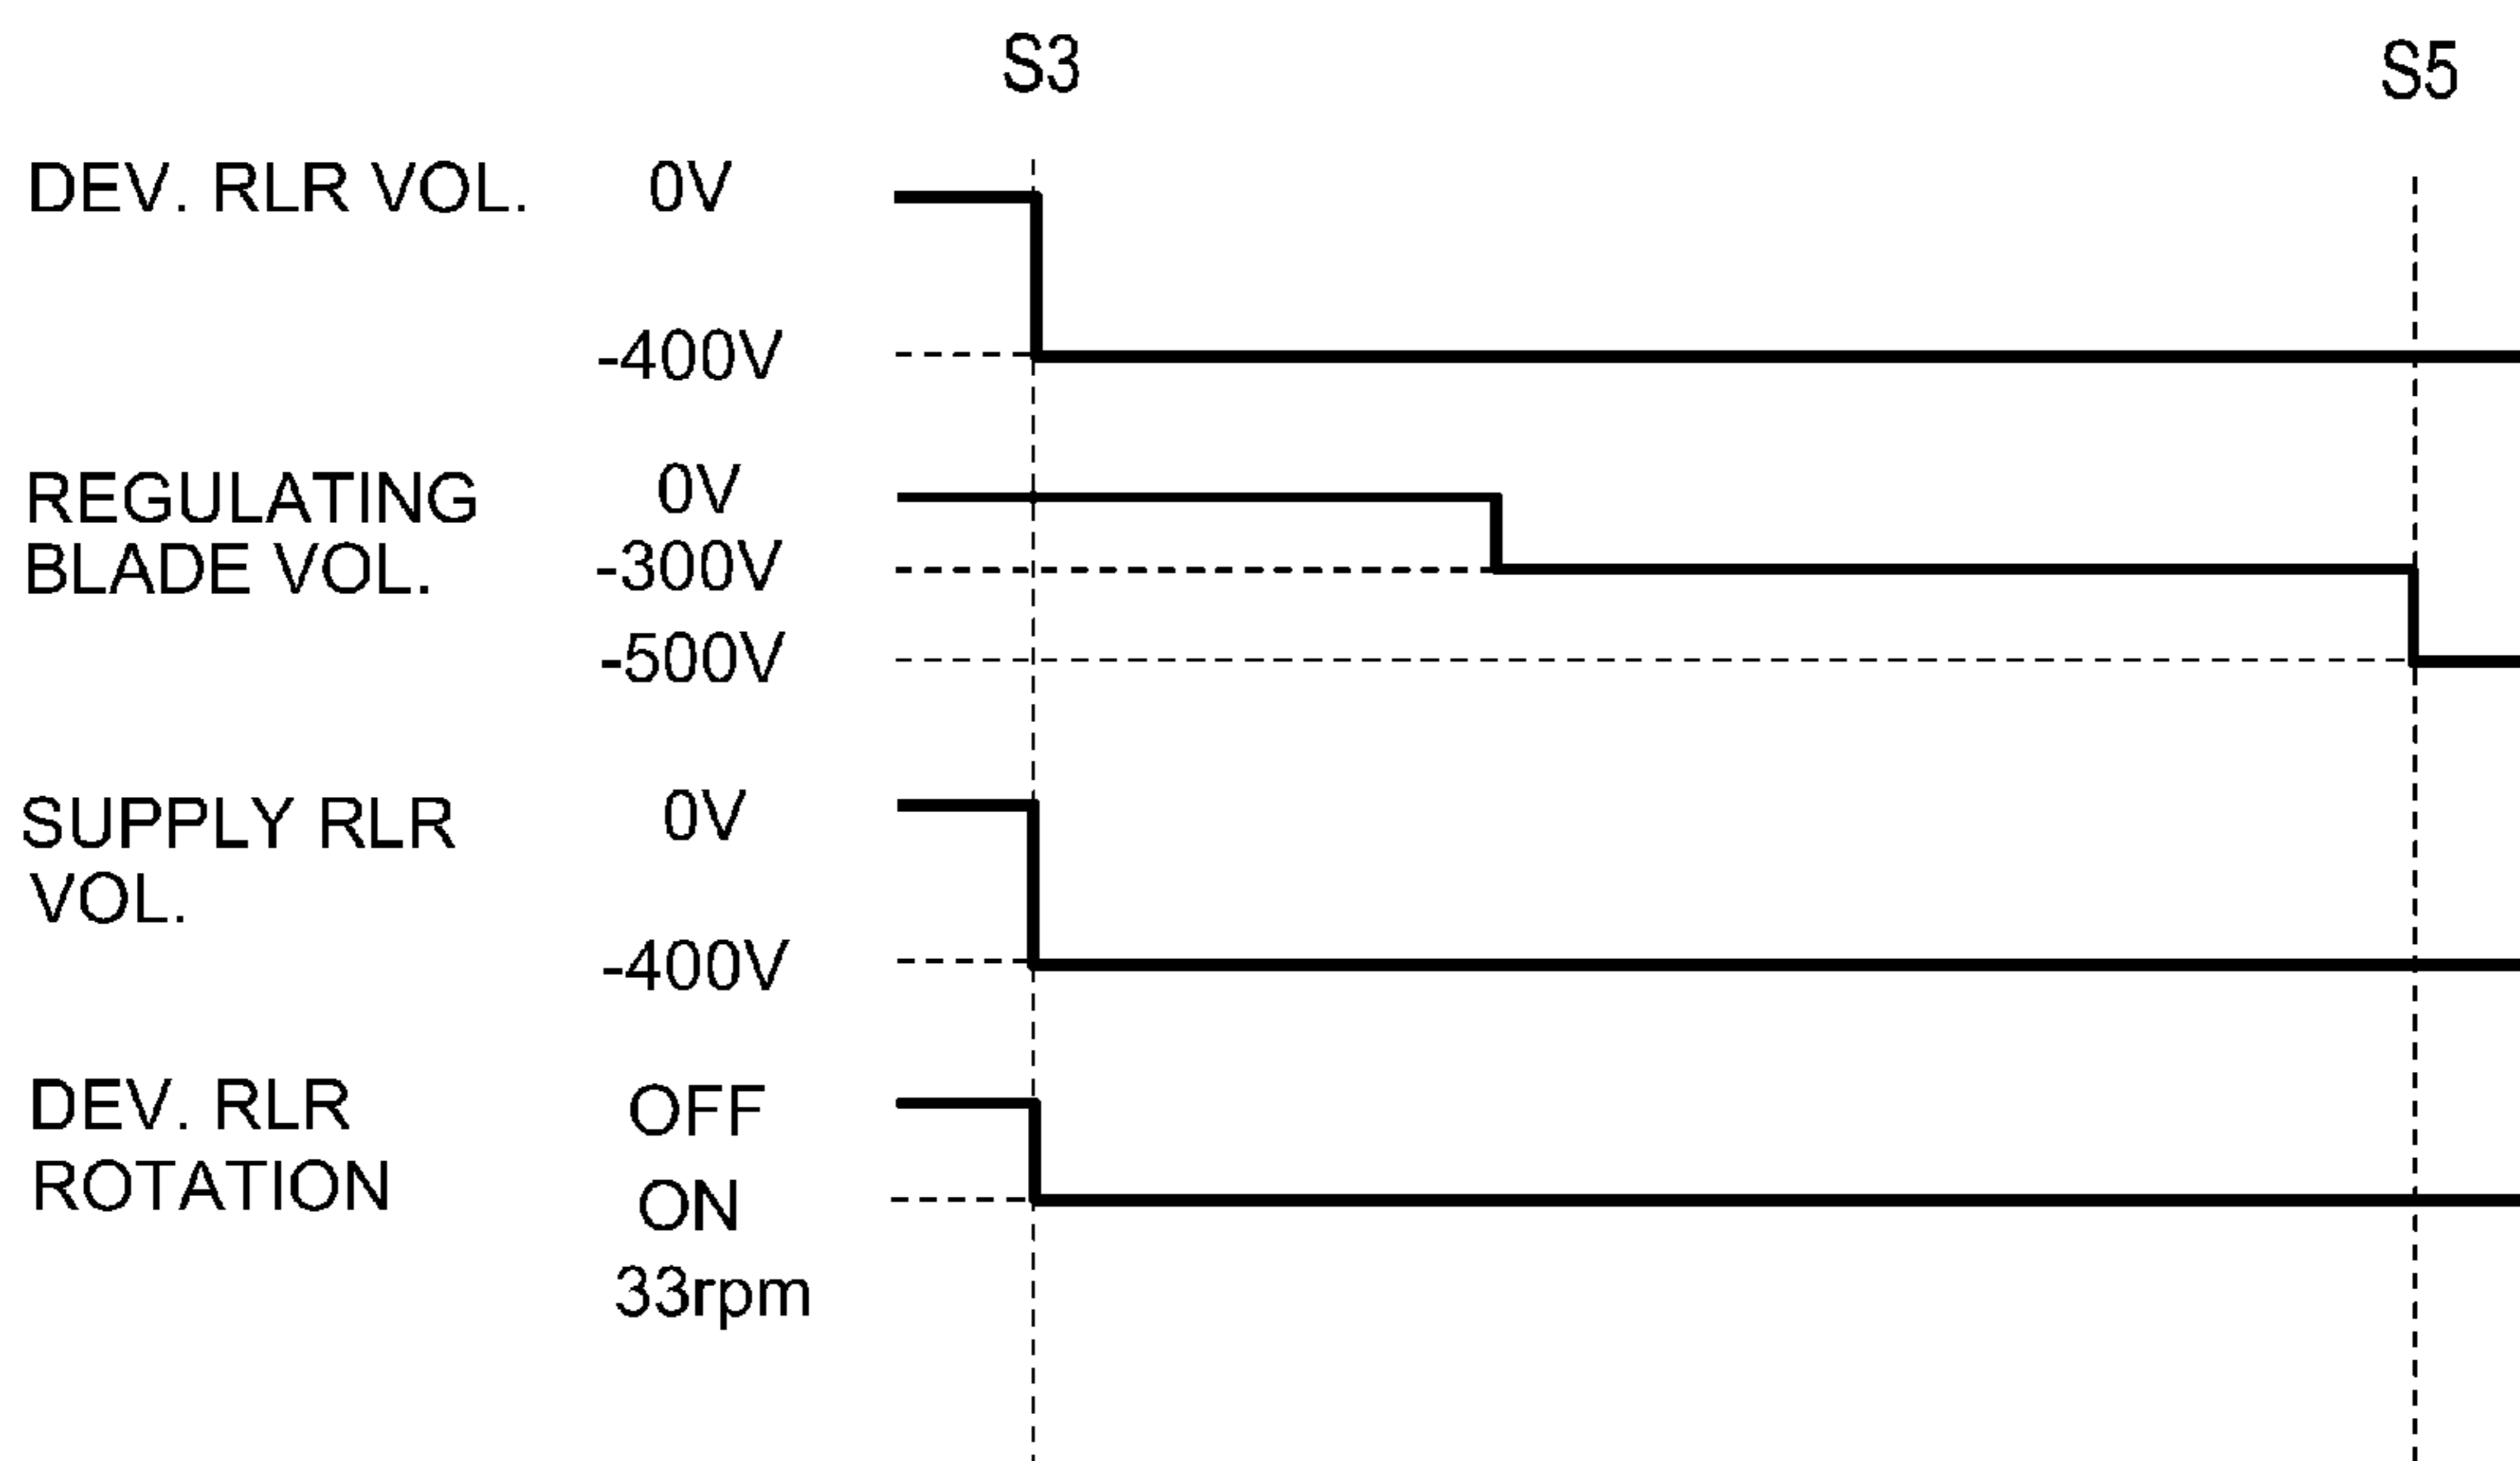 S3
S5
DEV. RLR VOL.
0V
-400V
REGULATING
BLADE VOL.
0V
-300V
-500V
SUPPLY RLR
VOL.
0V
-400V
DEV. RLR
ROTATION
OFF
ON
33rpm